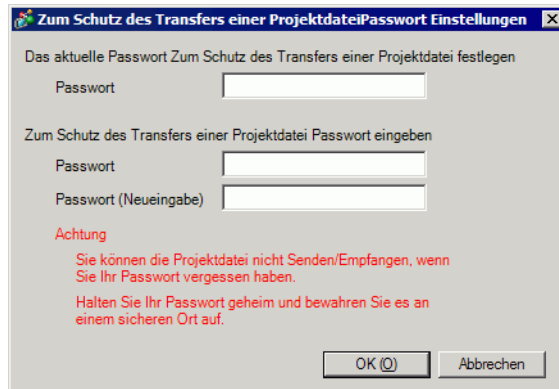 Zum Schutz des Transfers einer ProjektdateiPasswort Einstellungen
Das aktuelle Passwort Zum Schutz des Transfers einer Projektdatei festlegen
Passwort
Zum Schutz des Transfers einer Projektdatei Passwort eingeben
Passwort
Passwort (Neueingabe)
Achtung
Sie können die Projektdatei nicht Senden/Empfangen, wenn
Sie Ihr Passwort vergessen haben.
Halten Sie Ihr Passwort geheim und bewahren Sie es an
einem sicheren Ort auf.
OK (O)
Abbrechen